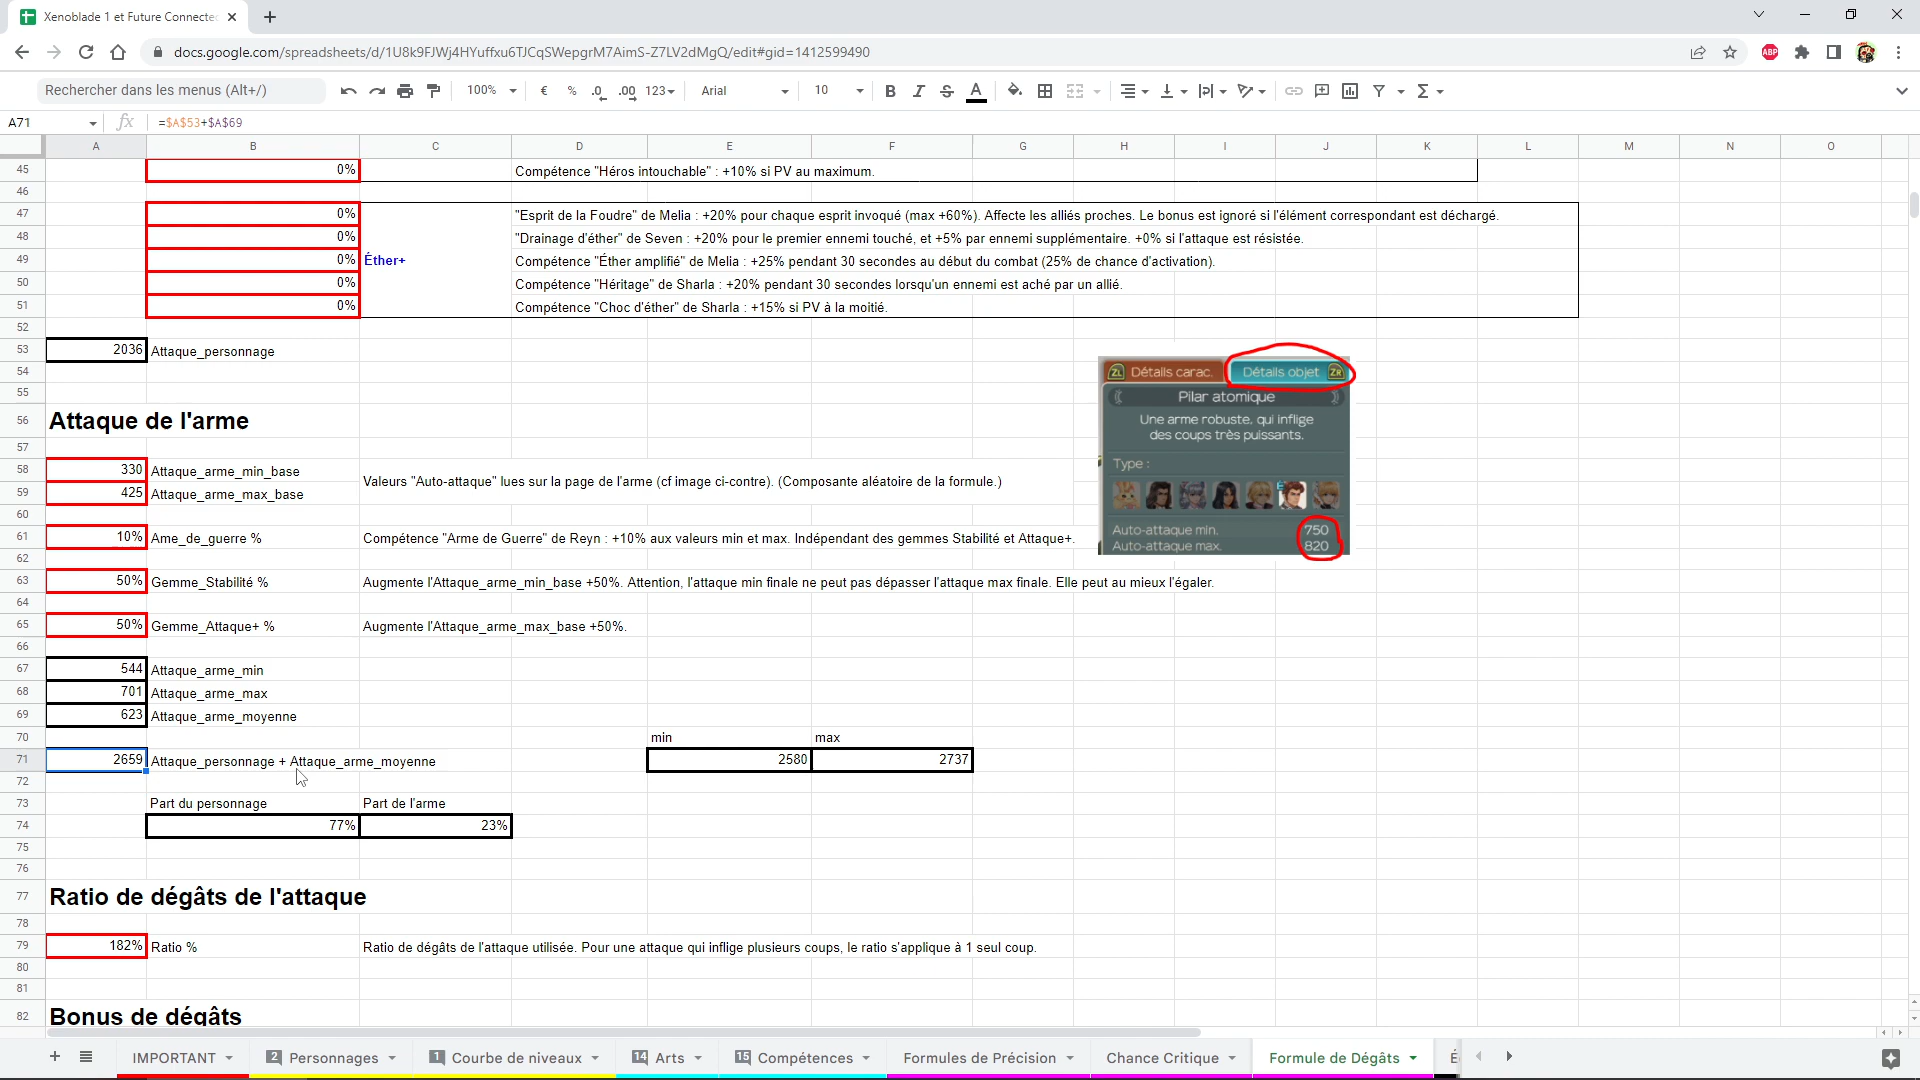 Xenoblade 1 et Future Connected
docs.google.com/spreadsheets/d/1U8k9FJWj4HYuffxu6TJCqSWepgrM7AimS-Z7LV2dMgQ/edit#gid=1412599490
ABP
Rechercher dans les menus (Alt+/)
100%
€ % .0 .00 123
Arial
10
B I S A
A71
fx
=$A$53+$A$69
A B C D E F G H I J K L M N O
45 0% Compétence "Héros intouchable" : +10% si PV au maximum.
46
47 0% "Esprit de la Foudre" de Melia : +20% pour chaque esprit invoqué (max +60%). Affecte les alliés proches. Le bonus est ignoré si l'élément correspondant est déchargé.
48 0% "Drainage d'éther" de Seven : +20% pour le premier ennemi touché, et +5% par ennemi supplémentaire. +0% si l'attaque est résistée.
49 0% Éther+ Compétence "Éther amplifié" de Melia : +25% pendant 30 secondes au début du combat (25% de chance d'activation).
50 0% Compétence "Héritage" de Sharla : +20% pendant 30 secondes lorsqu'un ennemi est aché par un allié.
51 0% Compétence "Choc d'éther" de Sharla : +15% si PV à la moitié.
52
53 2036 Attaque_personnage
54
55
56 Attaque de l'arme
57
58 330 Attaque_arme_min_base
Valeurs "Auto-attaque" lues sur la page de l'arme (cf image ci-contre). (Composante aléatoire de la formule.)
59 425 Attaque_arme_max_base
60
61 10% Ame_de_guerre % Compétence "Arme de Guerre" de Reyn : +10% aux valeurs min et max. Indépendant des gemmes Stabilité et Attaque+.
62
63 50% Gemme_Stabilité % Augmente l'Attaque_arme_min_base +50%. Attention, l'attaque min finale ne peut pas dépasser l'attaque max finale. Elle peut au mieux l'égaler.
64
65 50% Gemme_Attaque+ % Augmente l'Attaque_arme_max_base +50%.
66
67 544 Attaque_arme_min
68 701 Attaque_arme_max
69 623 Attaque_arme_moyenne
70 min max
71 2659 Attaque_personnage + Attaque_arme_moyenne 2580 2737
72
73 Part du personnage Part de l'arme
74 77% 23%
75
76
77 Ratio de dégâts de l'attaque
78
79 182% Ratio % Ratio de dégâts de l'attaque utilisée. Pour une attaque qui inflige plusieurs coups, le ratio s'applique à 1 seul coup.
80
81
82 Bonus de dégâts
ZL Détails carac. Détails objet ZR
Pilar atomique
Une arme robuste, qui inflige
des coups très puissants.
Type :
E
Auto-attaque min. 750
Auto-attaque max. 820
IMPORTANT
2 Personnages
1 Courbe de niveaux
14 Arts
15 Compétences
Formules de Précision
Chance Critique
Formule de Dégâts
É